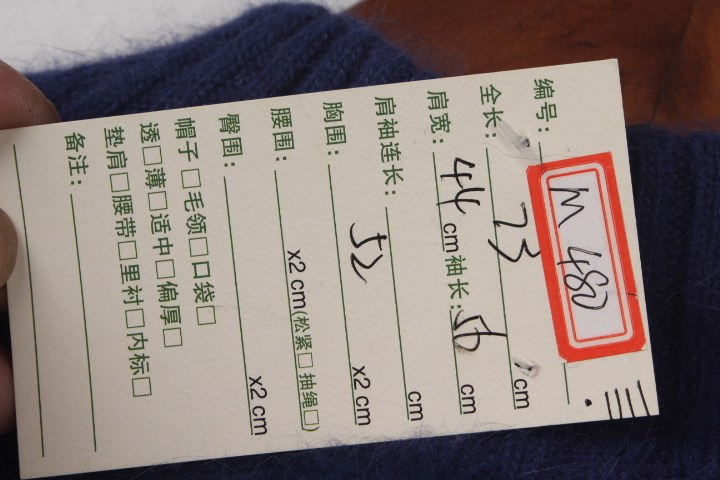 编号: M 480
全长: 73 cm
肩宽: 44 cm 袖长: 56 cm
肩袖连长: cm
胸围: 52 x2 cm
腰围: x2 cm(松紧□ 抽绳□)
臀围: x2 cm
帽子□毛领□口袋□
透□薄□适中□偏厚□
垫肩□腰带□里衬□内标□
备注: